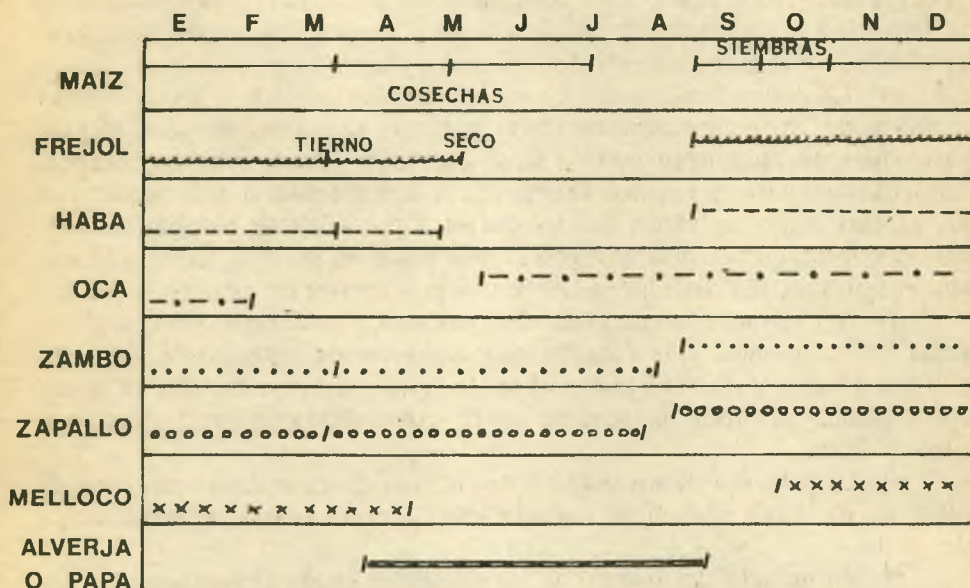 E F M A M J J A S O N D
SIEMBRAS
MAIZ
COSECHAS
FREJOL TIERNO SECO
HABA
OCA
ZAMBO
ZAPALLO
MELLOCO
ALVERJA
O PAPA